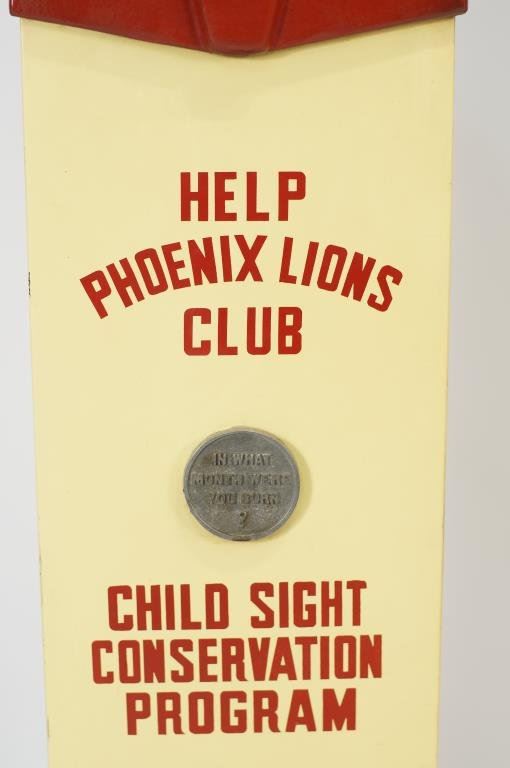 HELP
PHOENIX LIONS
CLUB
IN WHAT
MONTH WERE
YOU BORN
?
CHILD SIGHT
CONSERVATION
PROGRAM